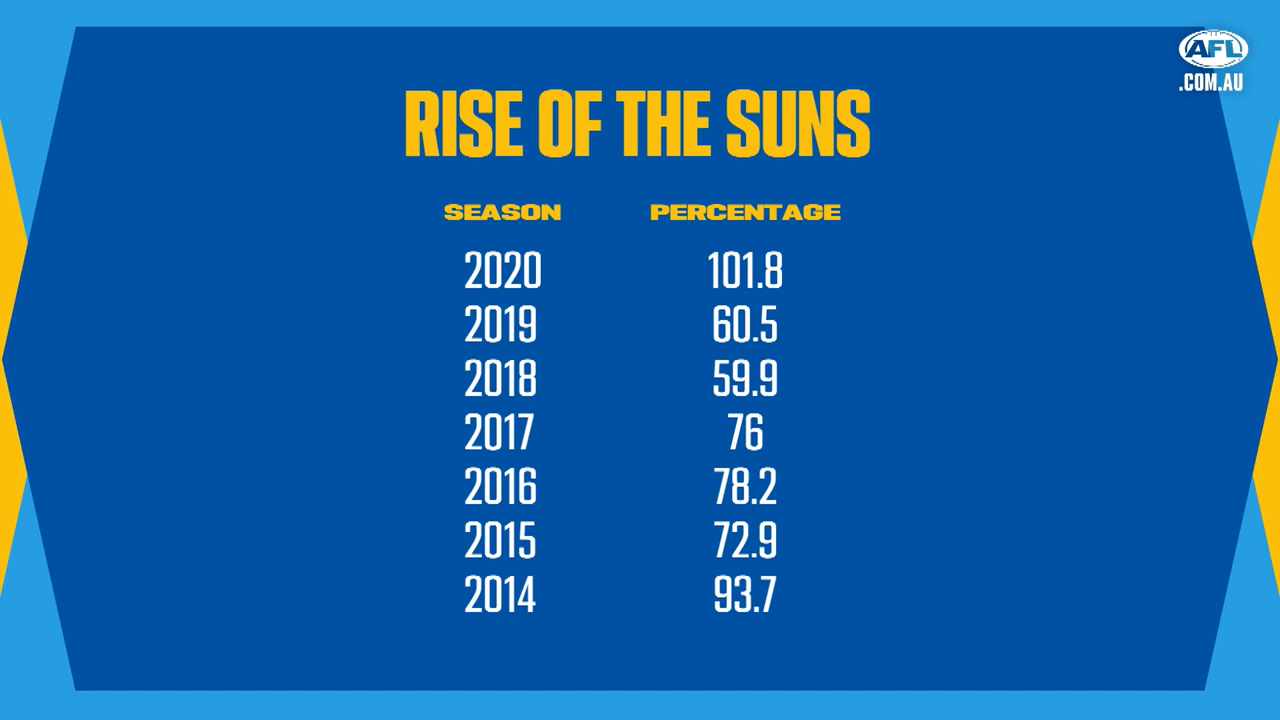 AFL
.COM.AU
RISE OF THE SUNS
SEASON PERCENTAGE
2020 101.8
2019 60.5
2018 59.9
2017 76
2016 78.2
2015 72.9
2014 93.7